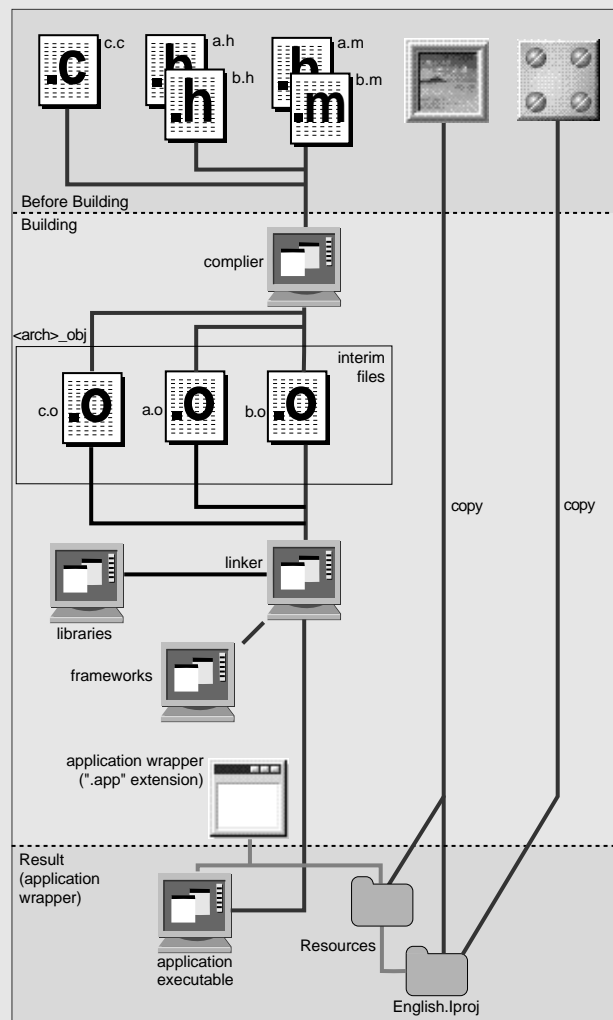 c.c
a.h
a.m
.c
.h
b.h
.h
b.m
.h
.m
Before Building
Building
complier
<arch>_obj
interim
files
c.o
.o
a.o
.o
b.o
.o
copy
copy
linker
libraries
frameworks
application wrapper
(".app" extension)
Result
(application
wrapper)
Resources
application
executable
English.lproj